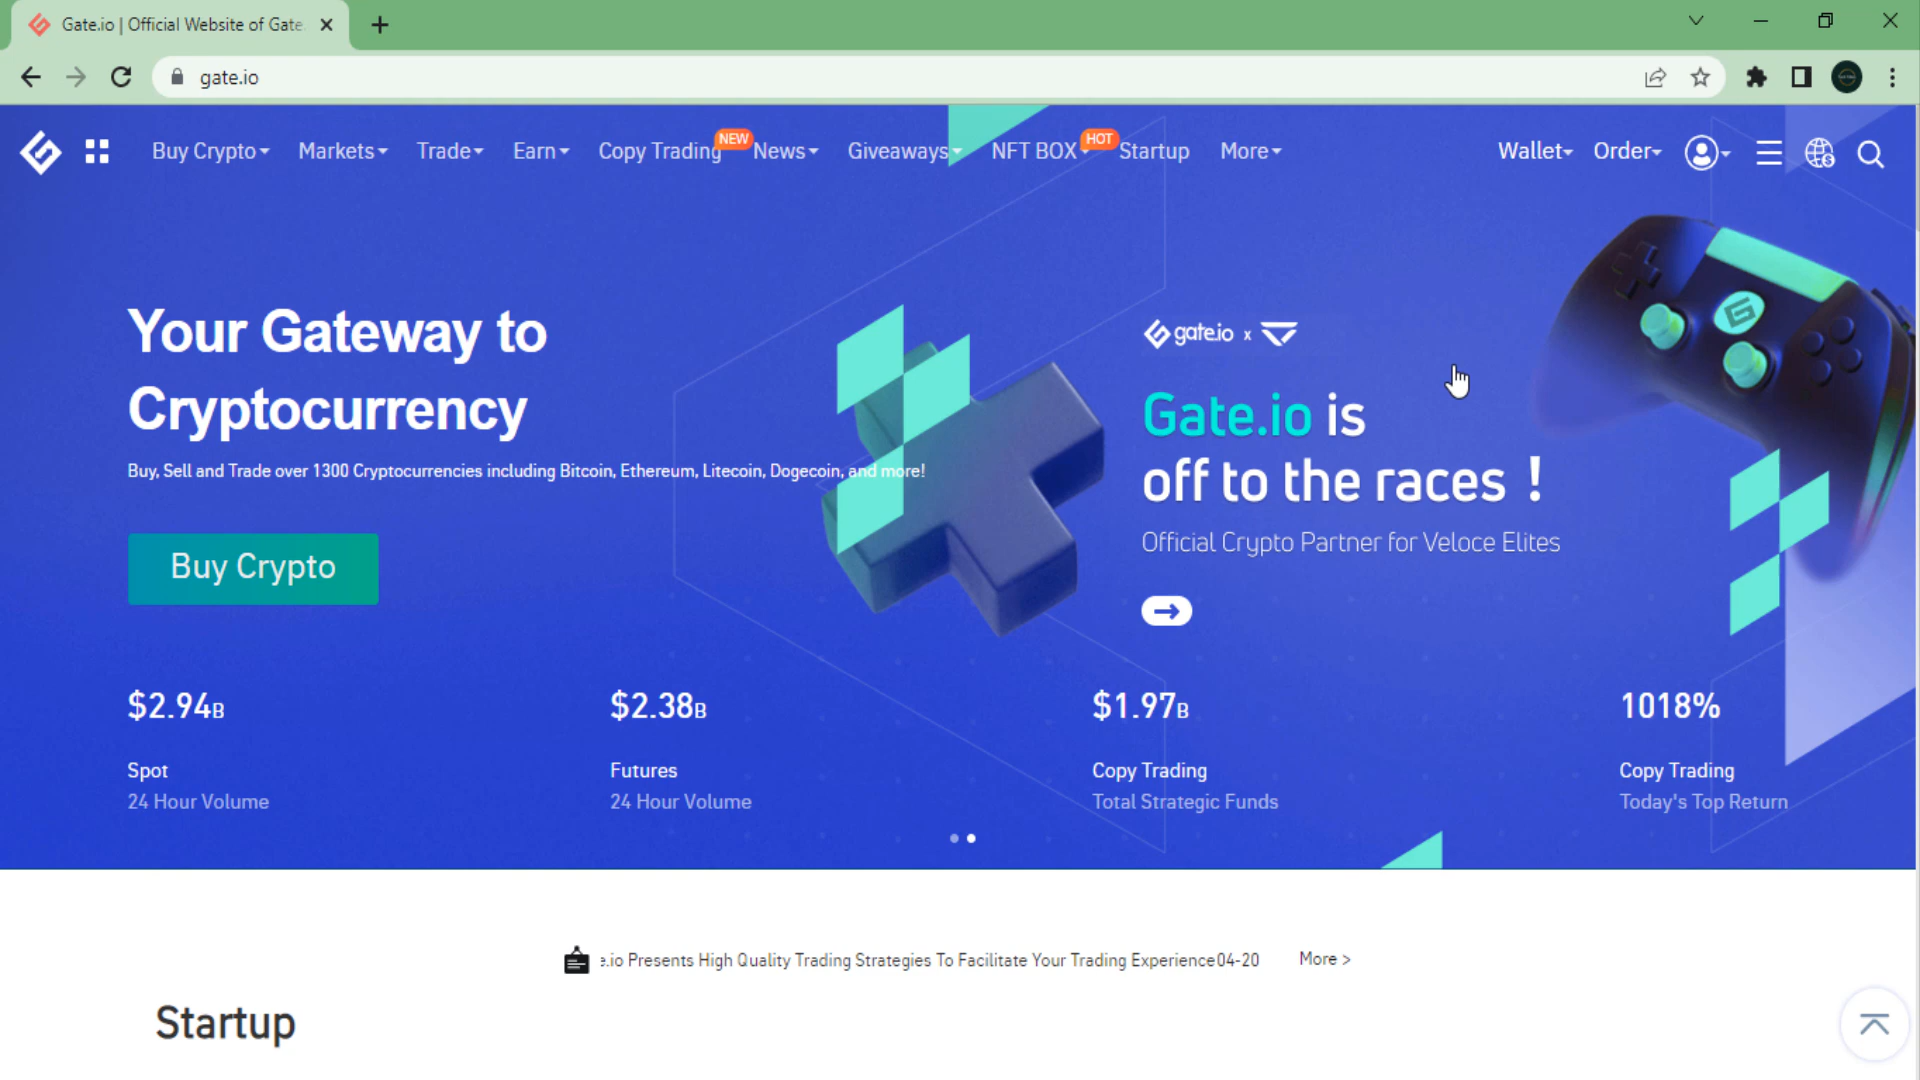 Gate.io | Official Website of Gate
gate.io
Buy Crypto
Markets
Trade
Earn
Copy Trading
NEW
News
Giveaways
NFT BOX
HOT
Startup
More
Wallet
Order
Your Gateway to
Cryptocurrency
Buy, Sell and Trade over 1300 Cryptocurrencies including Bitcoin, Ethereum, Litecoin, Dogecoin, and more!
Buy Crypto
gate.io x
Gate.io is
off to the races !
Official Crypto Partner for Veloce Elites
$2.94B
Spot
24 Hour Volume
$2.38B
Futures
24 Hour Volume
$1.97B
Copy Trading
Total Strategic Funds
1018%
Copy Trading
Today's Top Return
e.io Presents High Quality Trading Strategies To Facilitate Your Trading Experience04-20
More >
Startup